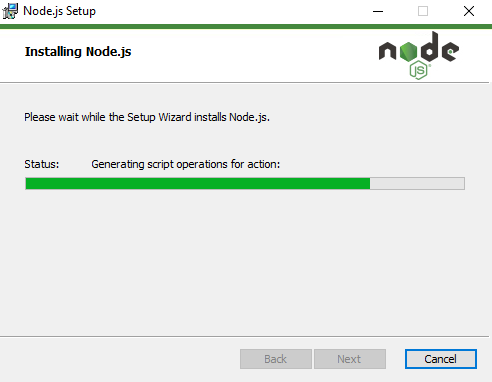 Node.js Setup
Installing Node.js
node
JS
Please wait while the Setup Wizard installs Node.js.
Status: Generating script operations for action:
Back Next Cancel